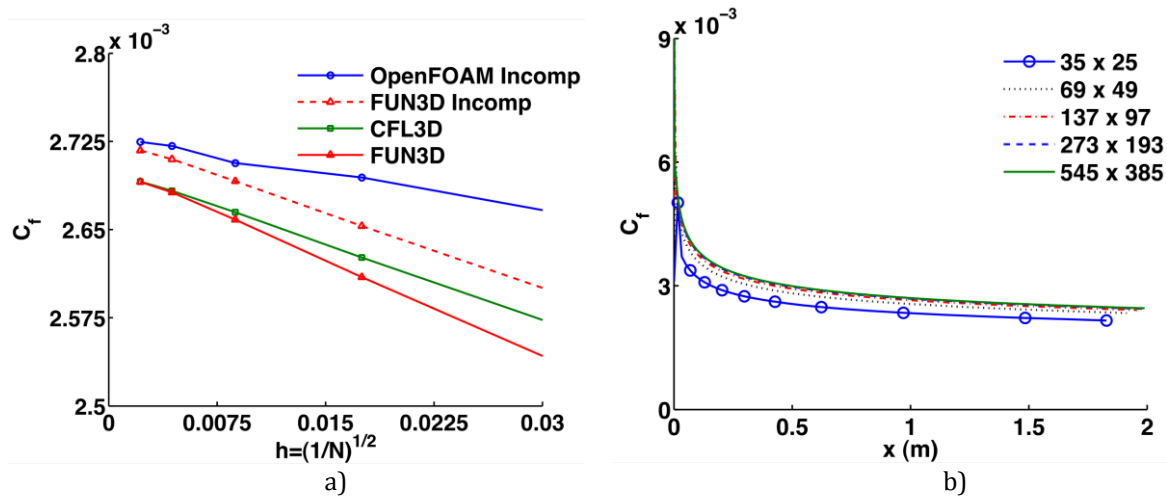 x 10⁻³
2.8
2.725
2.65
2.575
2.5
C_f
0 0.0075 0.015 0.0225 0.03
h=(1/N)^{1/2}
OpenFOAM Incomp
FUN3D Incomp
CFL3D
FUN3D
a)
x 10⁻³
9
6
3
0
C_f
0 0.5 1 1.5 2
x (m)
35 x 25
69 x 49
137 x 97
273 x 193
545 x 385
b)